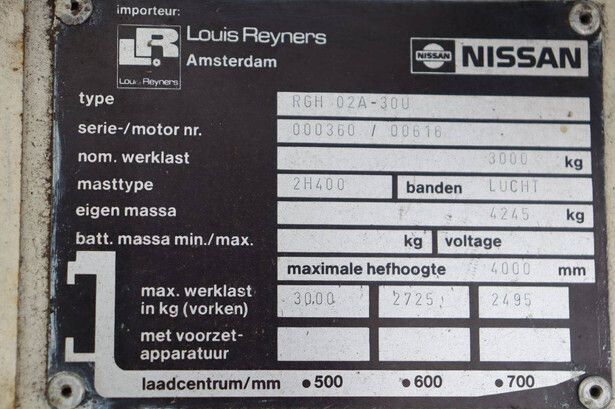 importeur:
LR Louis Reyners
Amsterdam
Louis Reyners
NISSAN NISSAN
type RGH 02A-30U
serie-/motor nr. 000360 / 00616
nom. werklast 3000 kg
masttype 2H400 banden LUCHT
eigen massa 4245 kg
batt. massa min./max. kg voltage
maximale hefhoogte 4000 mm
max. werklast
in kg (vorken) 3000 2725 2495
met voorzet-
apparatuur
laadcentrum/mm •500 •600 •700